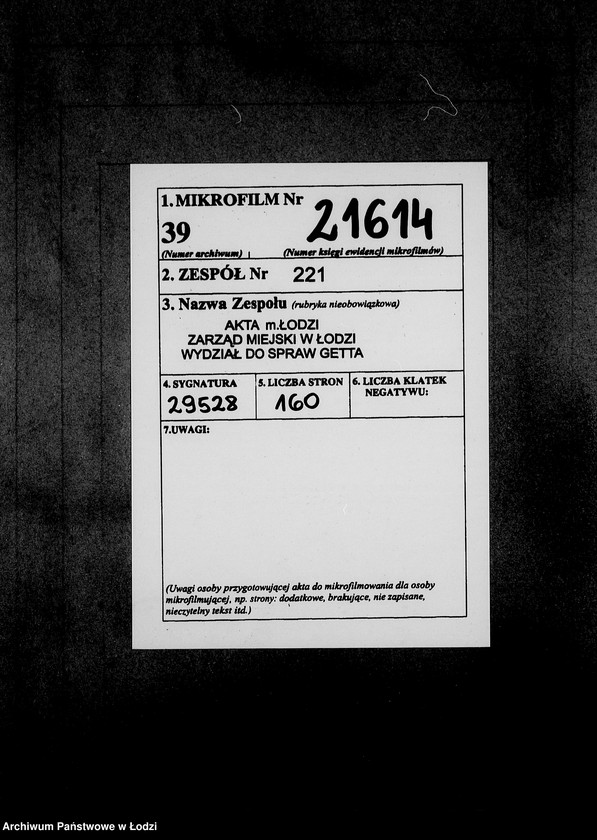 1. MIKROFILM Nr
39 21614
(Numer archiwum) (Numer księgi ewidencji mikrofilmów)
2. ZESPÓŁ Nr 221
3. Nazwa Zespołu (rubryka nieobowiązkowa)
AKTA m.ŁODZI
ZARZĄD MIEJSKI W ŁODZI
WYDZIAŁ DO SPRAW GETTA
4. SYGNATURA
29528
5. LICZBA STRON
160
6. LICZBA KLATEK
NEGATYWU:
7.UWAGI:
(Uwagi osoby przygotowującej akta do mikrofilmowania dla osoby
mikrofilmującej, np. strony: dodatkowe, brakujące, nie zapisane,
nieczytelny tekst itd.)
Archiwum Państwowe w Łodzi